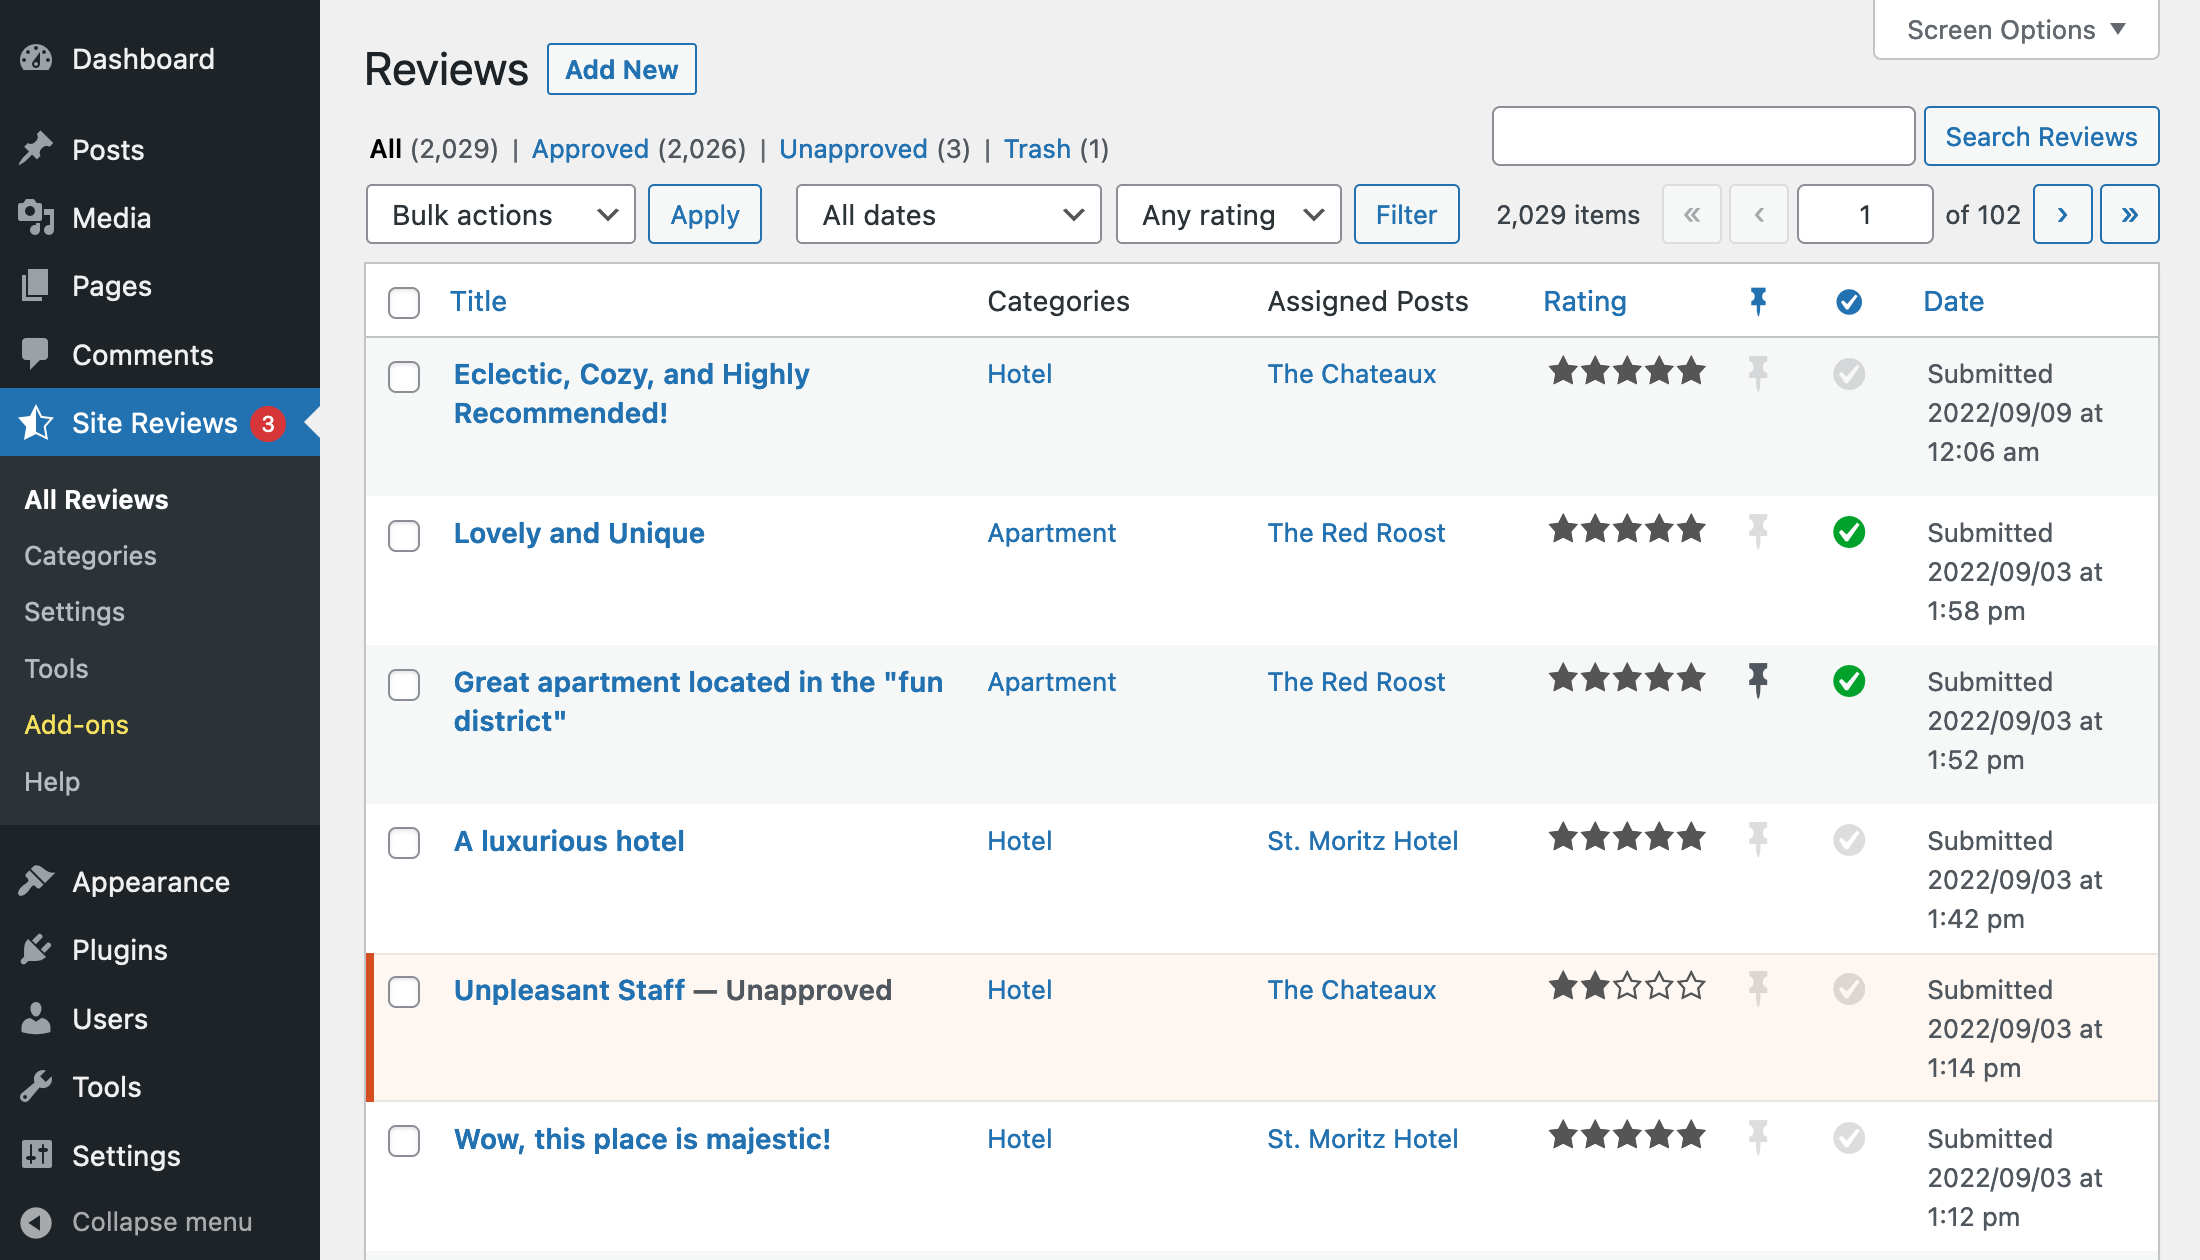 Dashboard
Posts
Media
Pages
Comments
Site Reviews 3
All Reviews
Categories
Settings
Tools
Add-ons
Help
Appearance
Plugins
Users
Tools
Settings
Collapse menu
Screen Options ▼
Reviews Add New
All (2,029) | Approved (2,026) | Unapproved (3) | Trash (1)
Search Reviews
Bulk actions Apply All dates Any rating Filter 2,029 items « ‹ 1 of 102 › »
Title Categories Assigned Posts Rating Date
Eclectic, Cozy, and Highly Hotel The Chateaux Submitted
Recommended! 2022/09/09 at
12:06 am
Lovely and Unique Apartment The Red Roost Submitted
2022/09/03 at
1:58 pm
Great apartment located in the "fun Apartment The Red Roost Submitted
district" 2022/09/03 at
1:52 pm
A luxurious hotel Hotel St. Moritz Hotel Submitted
2022/09/03 at
1:42 pm
Unpleasant Staff — Unapproved Hotel The Chateaux Submitted
2022/09/03 at
1:14 pm
Wow, this place is majestic! Hotel St. Moritz Hotel Submitted
2022/09/03 at
1:12 pm